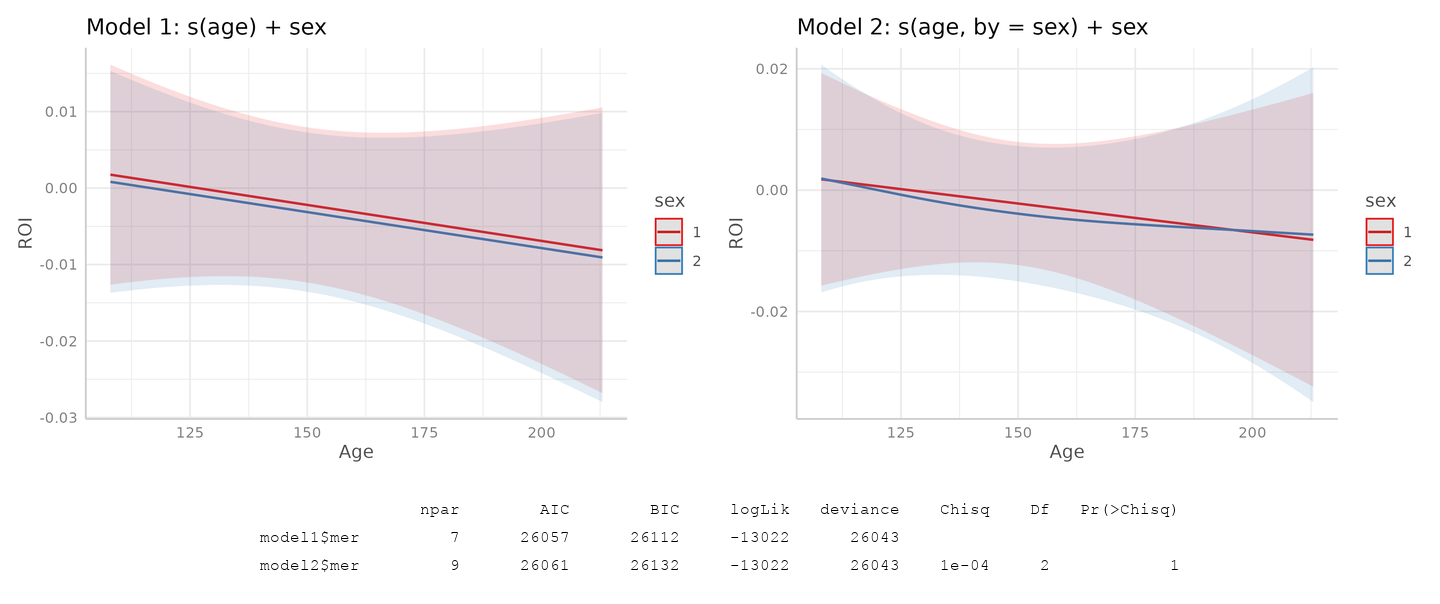 Model 1: s(age) + sex
0.01
0.00
-0.01
-0.02
-0.03
125 150 175 200
Age
ROI
sex
1
2
Model 2: s(age, by = sex) + sex
0.02
0.00
-0.02
125 150 175 200
Age
ROI
sex
1
2
npar AIC BIC logLik deviance Chisq Df Pr(>Chisq)
model1$mer 7 26057 26112 -13022 26043
model2$mer 9 26061 26132 -13022 26043 1e-04 2 1